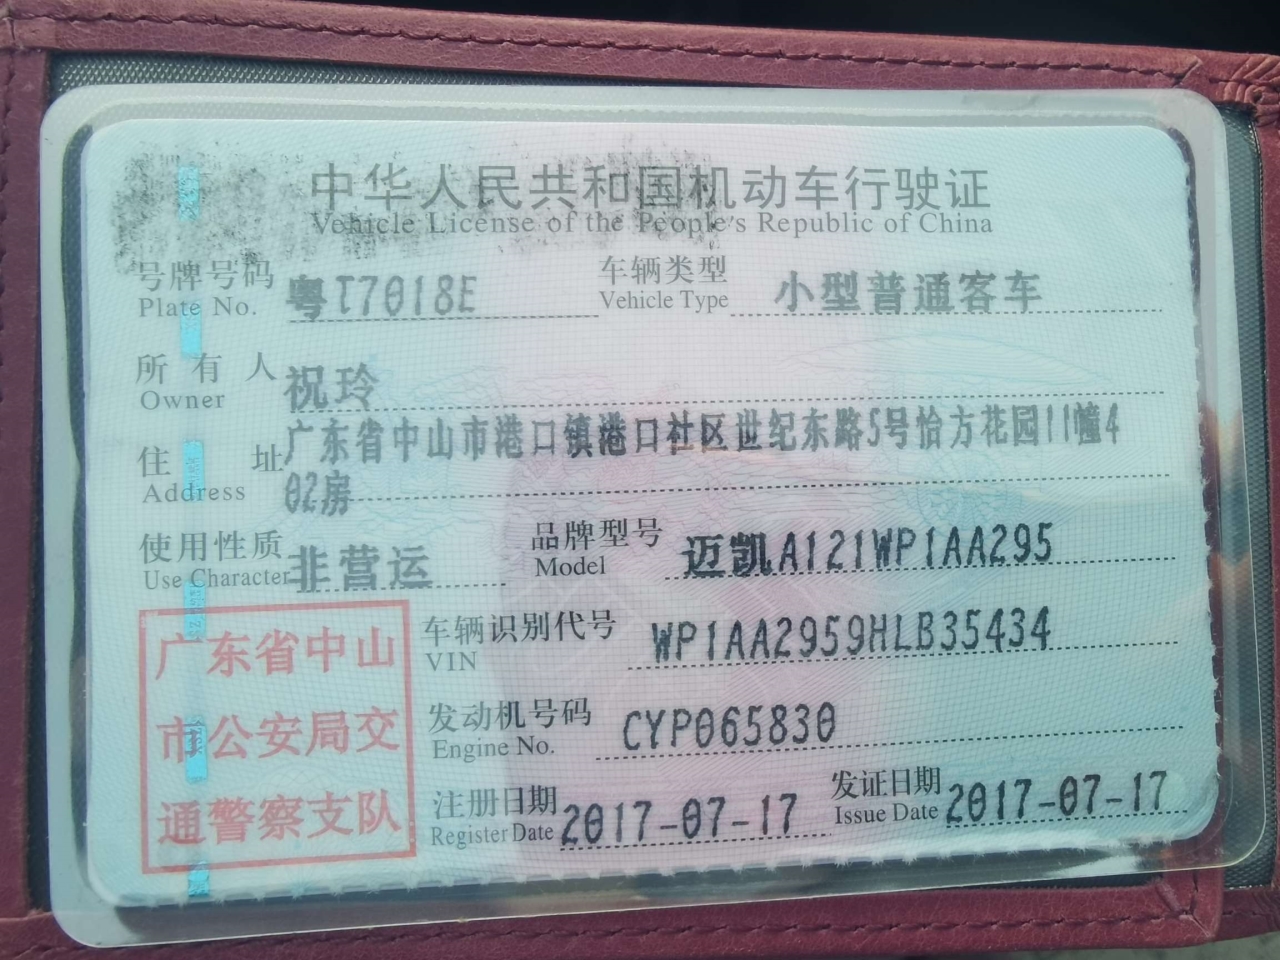 中华人民共和国机动车行驶证
Vehicle License of the People's Republic of China
号牌号码 粤T7018E 车辆类型 小型普通客车
Plate No. Vehicle Type
所有人 祝玲
Owner
住址 广东省中山市港口镇港口社区世纪东路5号怡方花园11幢4
Address 02房
使用性质 非营运 品牌型号 迈凯A121WP1AA295
Use Character Model
广东省中山
市公安局交
通警察支队
车辆识别代号 WP1AA2959HLB35434
VIN
发动机号码 CYP065830
Engine No.
注册日期 2017-07-17 发证日期 2017-07-17
Register Date Issue Date